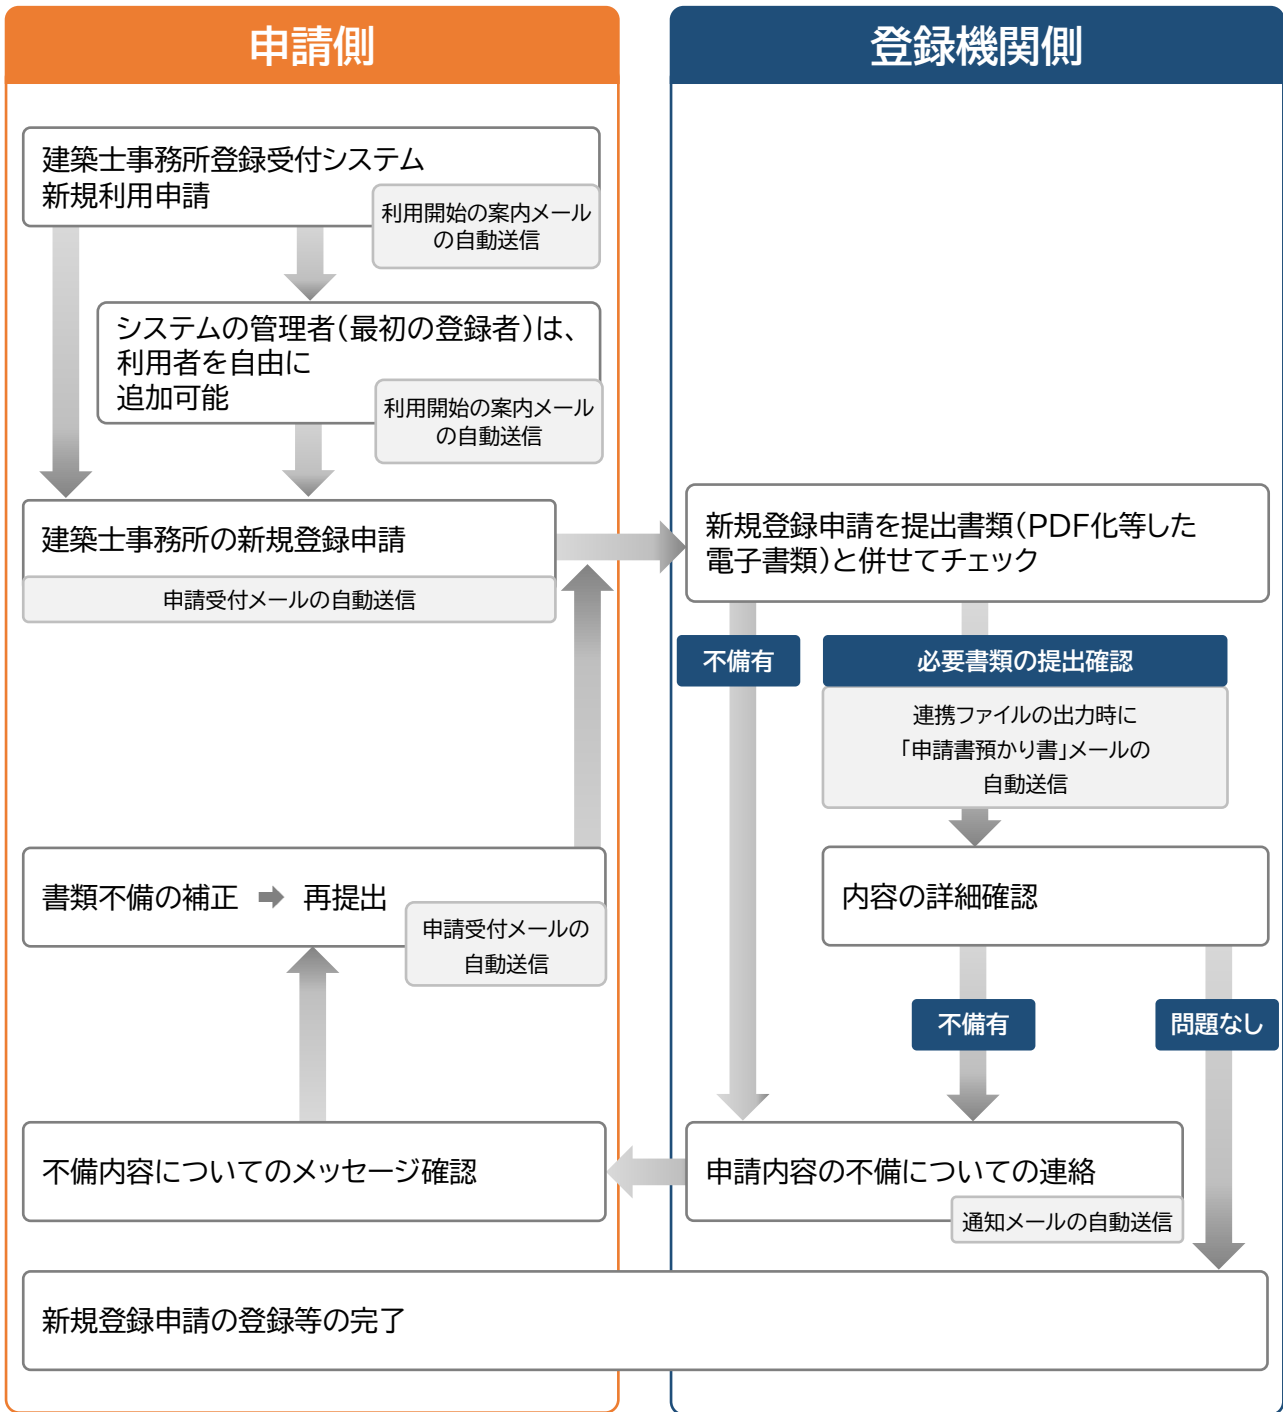 申請側
登録機関側
建築士事務所登録受付システム
新規利用申請
利用開始の案内メール
の自動送信
システムの管理者（最初の登録者）は、
利用者を自由に
追加可能
利用開始の案内メール
の自動送信
建築士事務所の新規登録申請
申請受付メールの自動送信
新規登録申請を提出書類（PDF化等した
電子書類）と併せてチェック
不備有
必要書類の提出確認
連携ファイルの出力時に
「申請書預かり書」メールの
自動送信
書類不備の補正 ➡ 再提出
申請受付メールの
自動送信
内容の詳細確認
不備有
問題なし
不備内容についてのメッセージ確認
申請内容の不備についての連絡
通知メールの自動送信
新規登録申請の登録等の完了